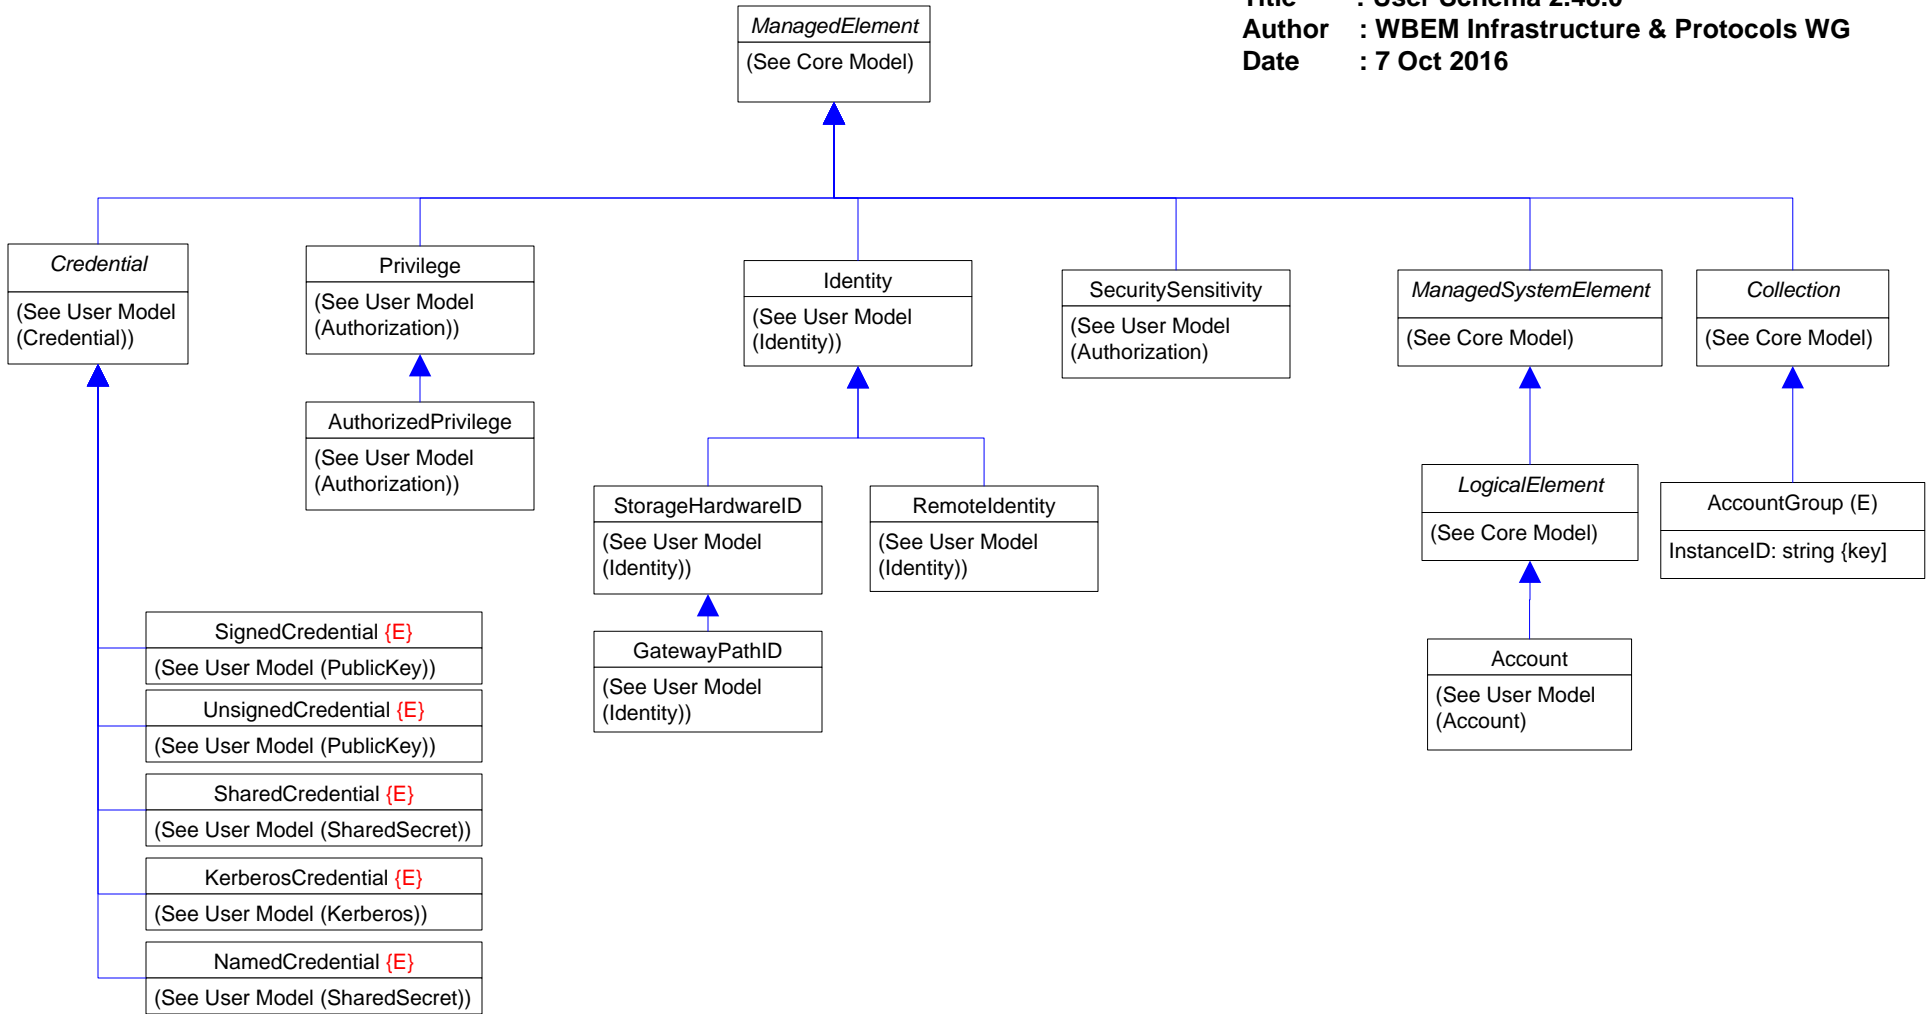 Author : WBEM Infrastructure & Protocols WG
Date : 7 Oct 2016
ManagedElement
(See Core Model)
Credential
(See User Model
(Credential))
Privilege
(See User Model
(Authorization))
Identity
(See User Model
(Identity))
SecuritySensitivity
(See User Model
(Authorization)
ManagedSystemElement
(See Core Model)
Collection
(See Core Model)
AuthorizedPrivilege
(See User Model
(Authorization))
StorageHardwareID
(See User Model
(Identity))
RemoteIdentity
(See User Model
(Identity))
LogicalElement
(See Core Model)
AccountGroup (E)
InstanceID: string {key]
GatewayPathID
(See User Model
(Identity))
Account
(See User Model
(Account)
SignedCredential {E}
(See User Model (PublicKey))
UnsignedCredential {E}
(See User Model (PublicKey))
SharedCredential {E}
(See User Model (SharedSecret))
KerberosCredential {E}
(See User Model (Kerberos))
NamedCredential {E}
(See User Model (SharedSecret))